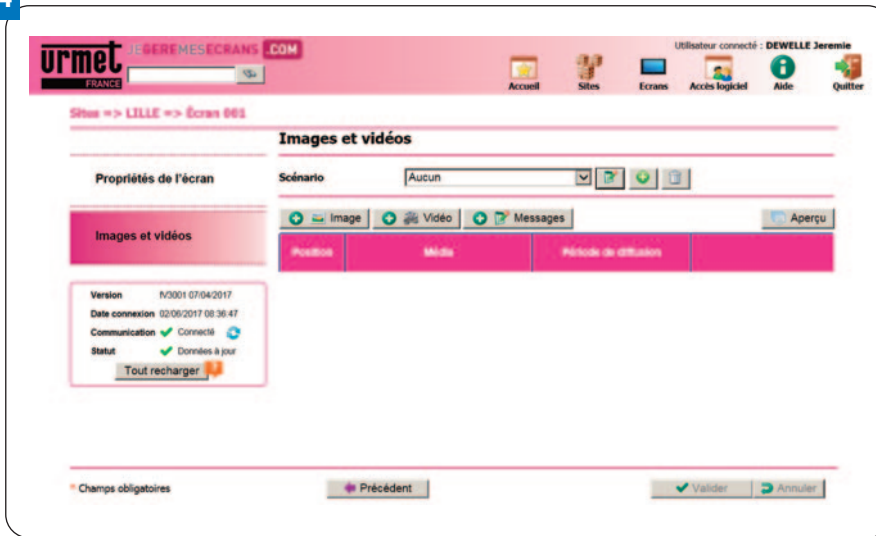 4
Utilisateur connecté : DEWELLE Jeremie
urmet
FRANCE
JEGEREMESECRANS .COM
Accueil
Sites
Ecrans
Accès logiciel
Aide
Quitter
Sites => LILLE => Écran 001
Images et vidéos
Propriétés de l'écran
Scénario
Aucun
Images et vidéos
Image
Vidéo
Messages
Aperçu
Position
Média
Période de diffusion
Version fV3001 07/04/2017
Date connexion 02/06/2017 08:36:47
Communication Connecté
Statut Données à jour
Tout recharger
* Champs obligatoires
Précédent
Valider
Annuler